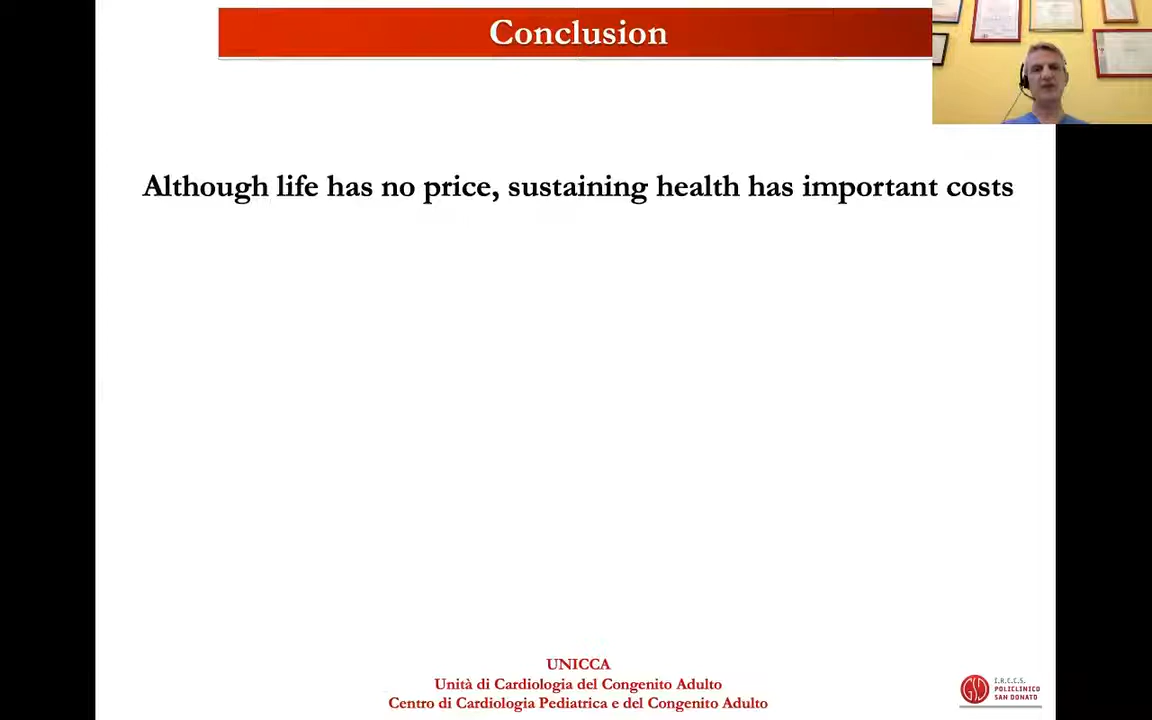 Conclusion
Although life has no price, sustaining health has important costs
UNICCA
Unità di Cardiologia del Congenito Adulto
Centro di Cardiologia Pediatrica e del Congenito Adulto
GSD
I.R.C.C.S.
POLICLINICO
SAN DONATO